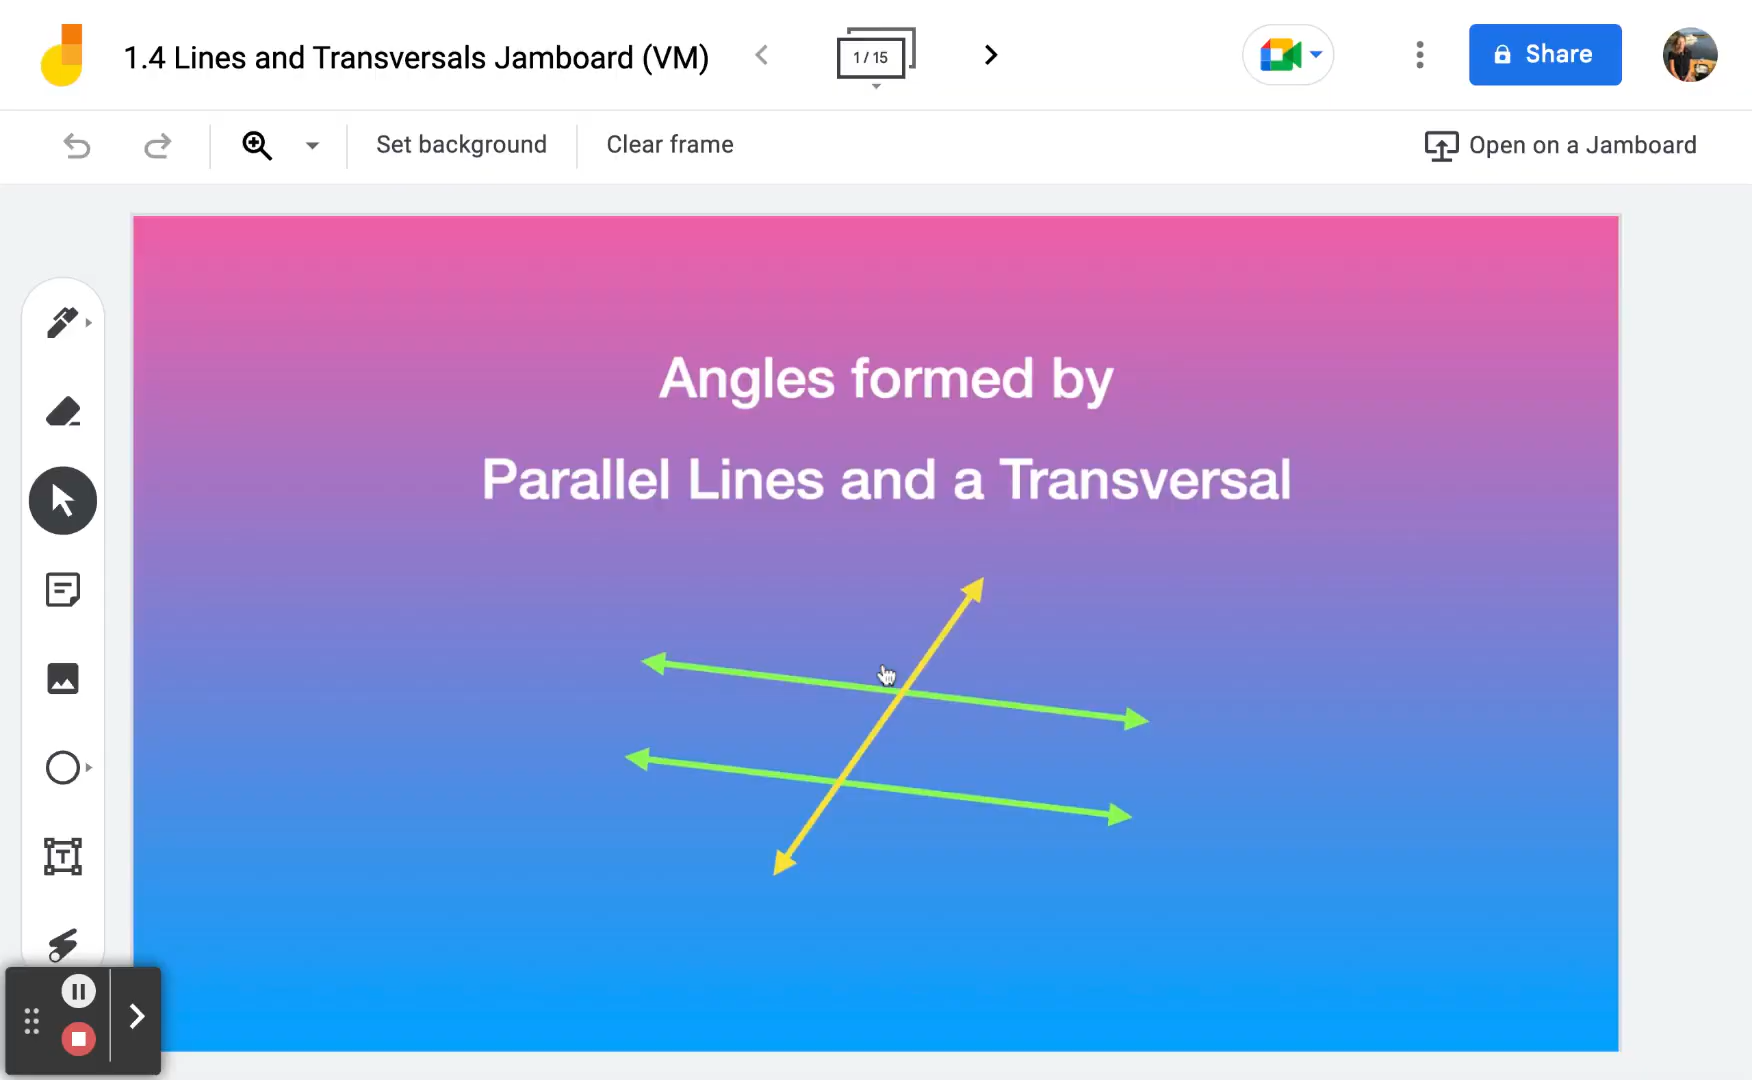 1.4 Lines and Transversals Jamboard (VM)
1/15
Share
Set background
Clear frame
Open on a Jamboard
Angles formed by
Parallel Lines and a Transversal